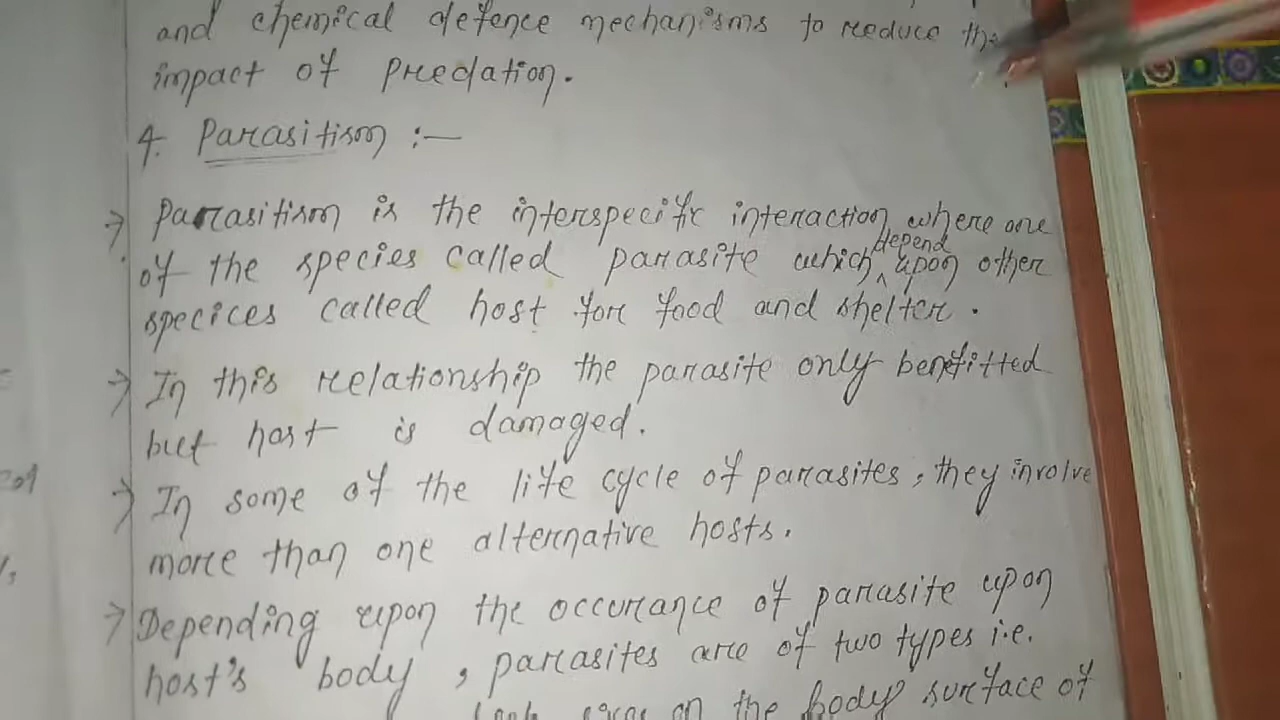 and chemical defence mechanisms to reduce the
impact of predation.
4. Parasitism :—
→ Parasitism is the interspecific interaction where one
of the species called parasite which ^ depend upon other
specices called host for food and shelter.
→ In this relationship the parasite only benefitted
but host is damaged.
→ In some of the life cycle of parasites, they involve
more than one alternative hosts.
→ Depending upon the occurance of parasite upon
host's body, parasites are of two types i.e.
on the body surface of